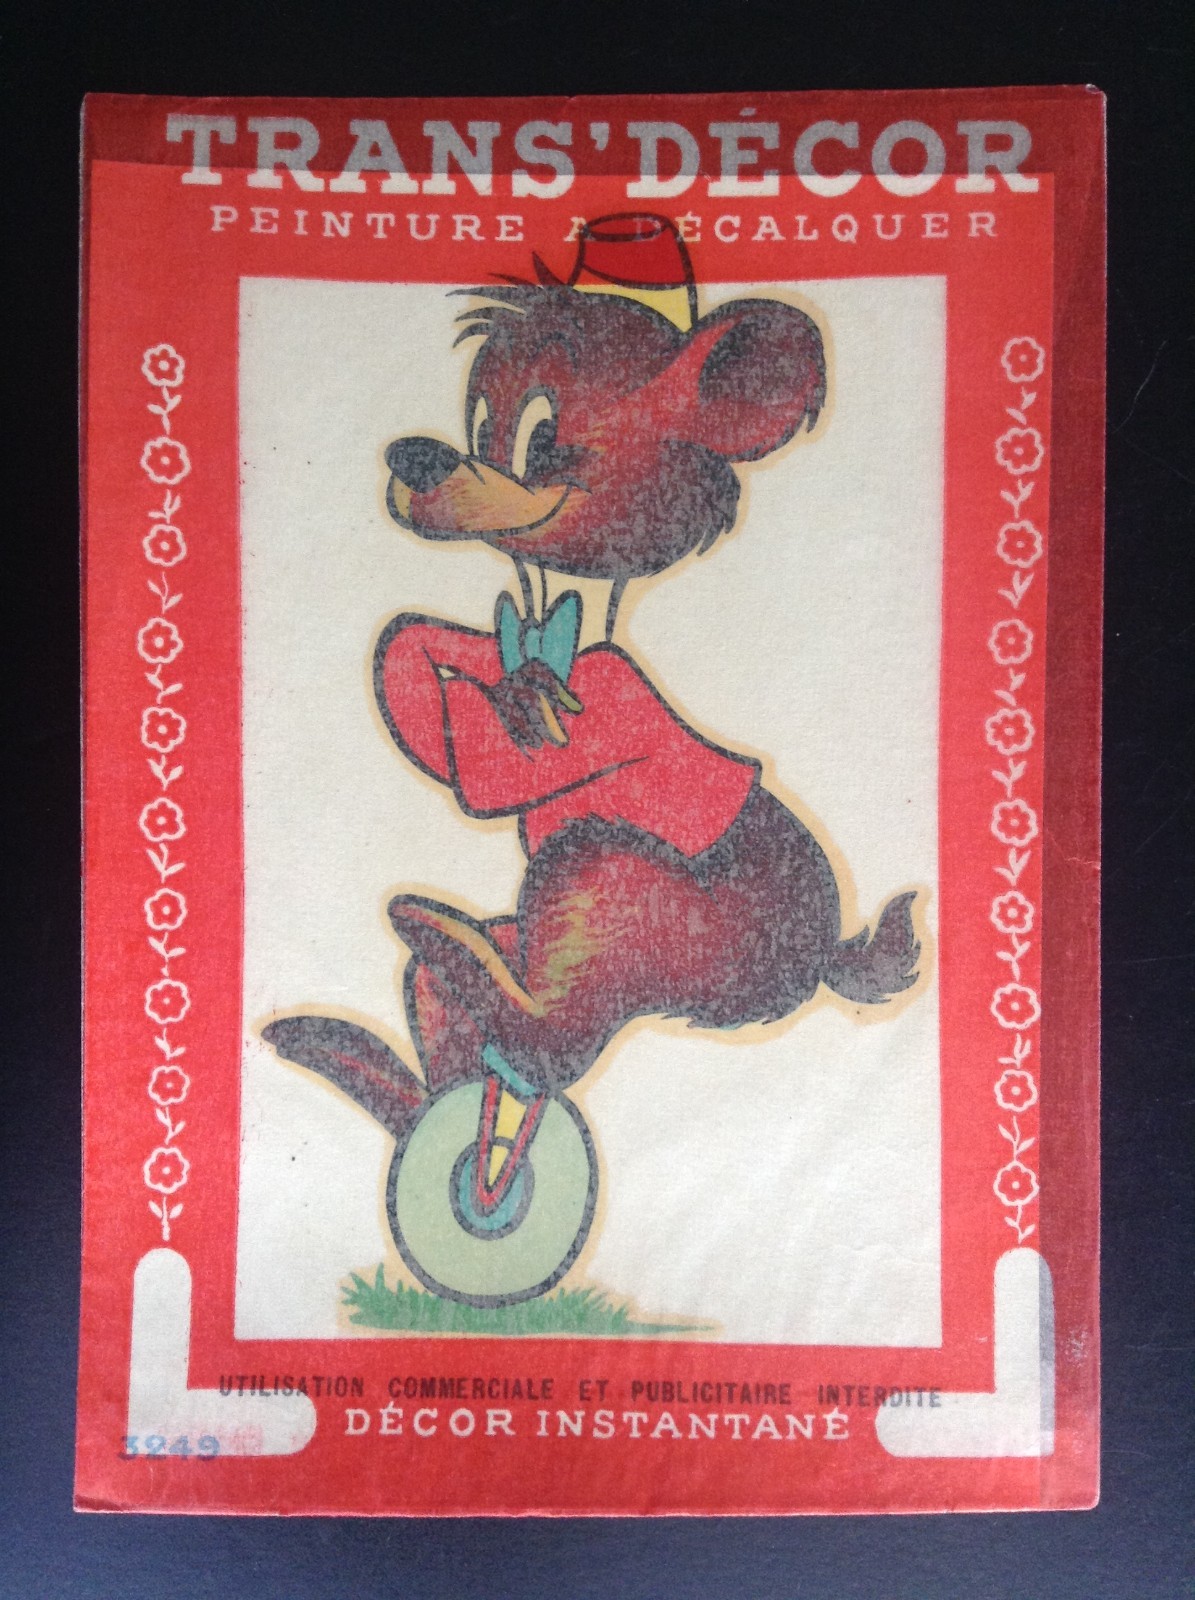 TRANS'DÉCOR
PEINTURE A DÉCALQUER
UTILISATION COMMERCIALE ET PUBLICITAIRE INTERDITE
DÉCOR INSTANTANÉ
3249